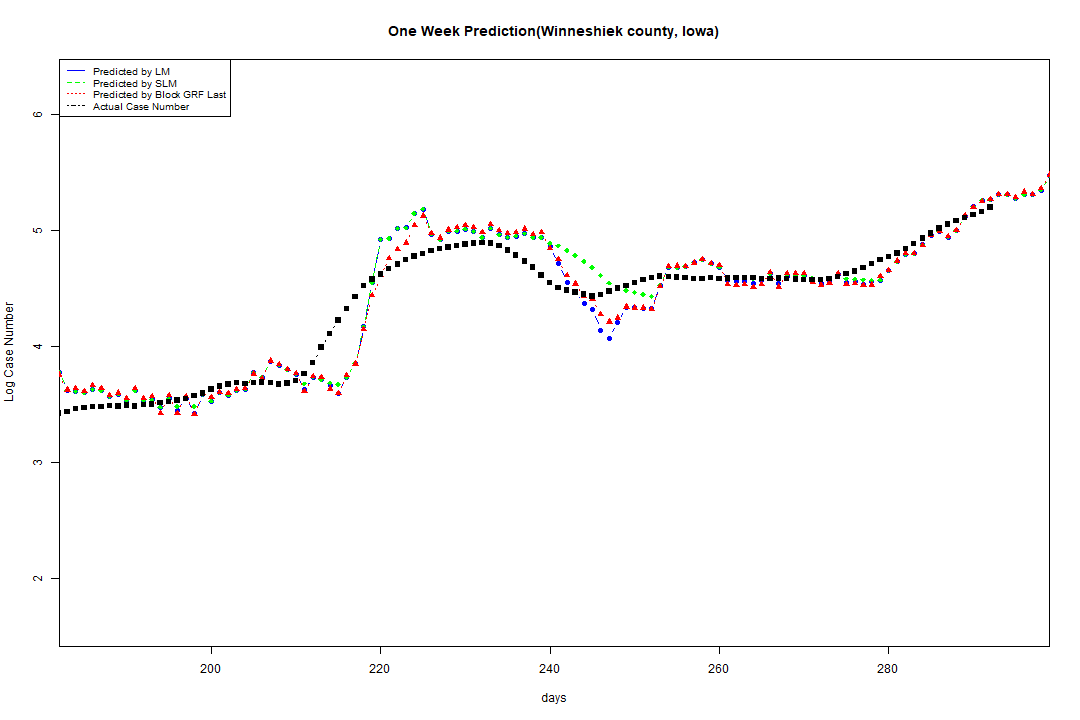 One Week Prediction(Winneshiek county, Iowa)
Predicted by LM
Predicted by SLM
Predicted by Block GRF Last
Actual Case Number
6
5
4
3
2
Log Case Number
200 220 240 260 280
days